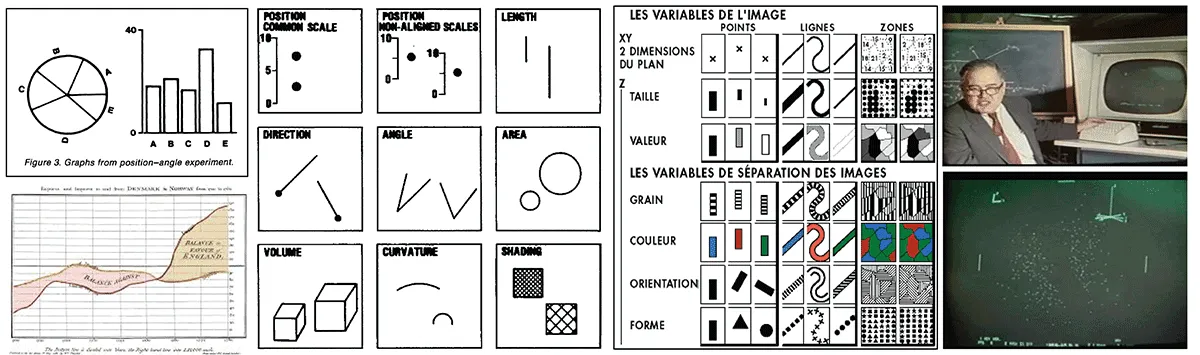 B
A
C
E
D
40
0
A B C D E
Figure 3. Graphs from position–angle experiment.
Exports and Imports to and from DENMARK & NORWAY from 1700 to 1780.
BALANCE in
FAVOUR of
ENGLAND.
BALANCE AGAINST
The Bottom line is divided into Years, the Right hand line into L10,000 each.
POSITION
COMMON SCALE
10
5
0
POSITION
NON-ALIGNED SCALES
10
0
10
0
LENGTH
DIRECTION
ANGLE
AREA
VOLUME
CURVATURE
SHADING
LES VARIABLES DE L'IMAGE
POINTS
LIGNES
ZONES
XY
2 DIMENSIONS
DU PLAN
Z
TAILLE
VALEUR
LES VARIABLES DE SÉPARATION DES IMAGES
GRAIN
COULEUR
ORIENTATION
FORME